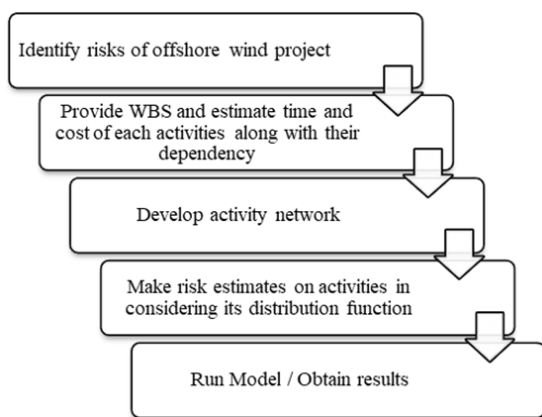 Identify risks of offshore wind project
Provide WBS and estimate time and
cost of each activities along with their
dependency
Develop activity network
Make risk estimates on activities in
considering its distribution function
Run Model / Obtain results